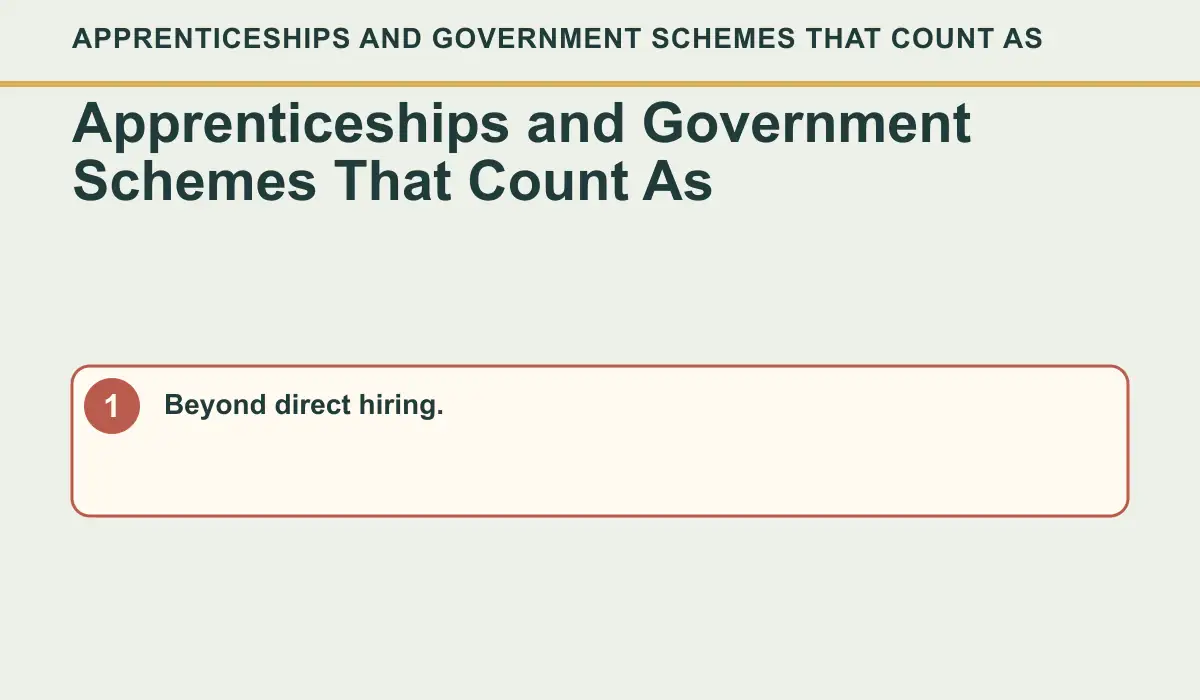 APPRENTICESHIPS AND GOVERNMENT SCHEMES THAT COUNT AS
Apprenticeships and Government
Schemes That Count As
1 Beyond direct hiring.